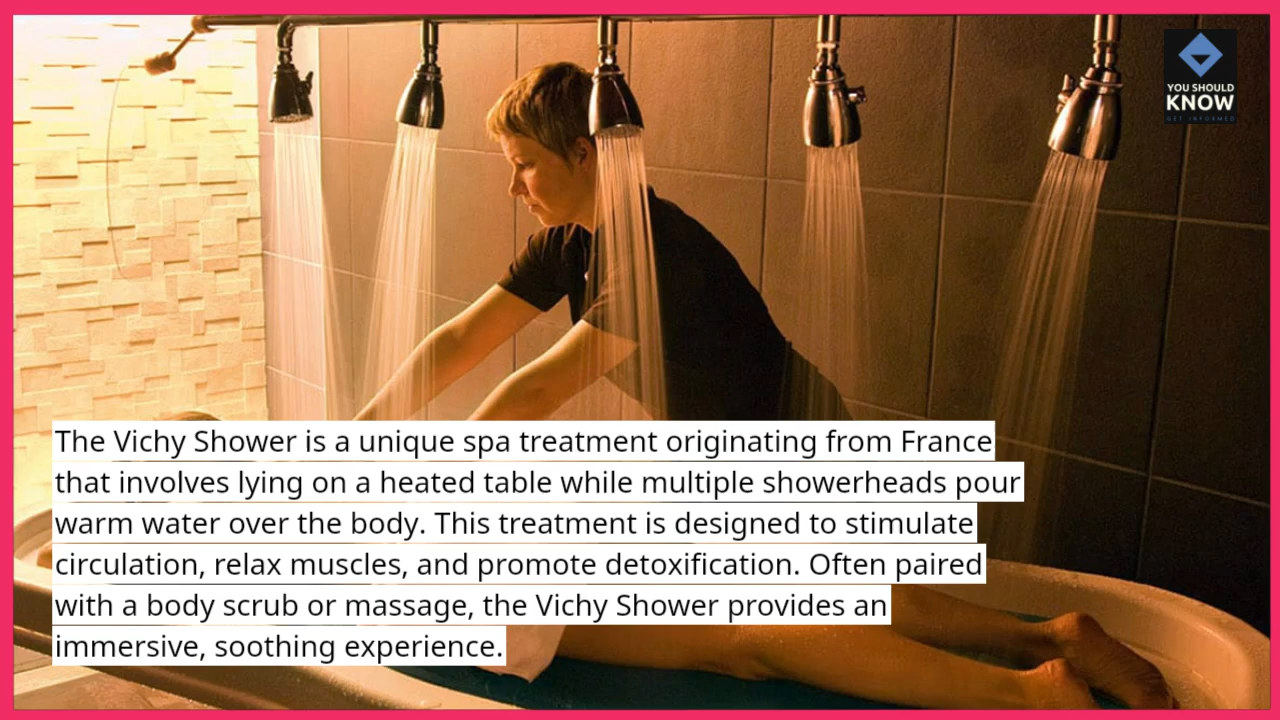 YOU SHOULD
KNOW
GET INFORMED
The Vichy Shower is a unique spa treatment originating from France
that involves lying on a heated table while multiple showerheads pour
warm water over the body. This treatment is designed to stimulate
circulation, relax muscles, and promote detoxification. Often paired
with a body scrub or massage, the Vichy Shower provides an
immersive, soothing experience.